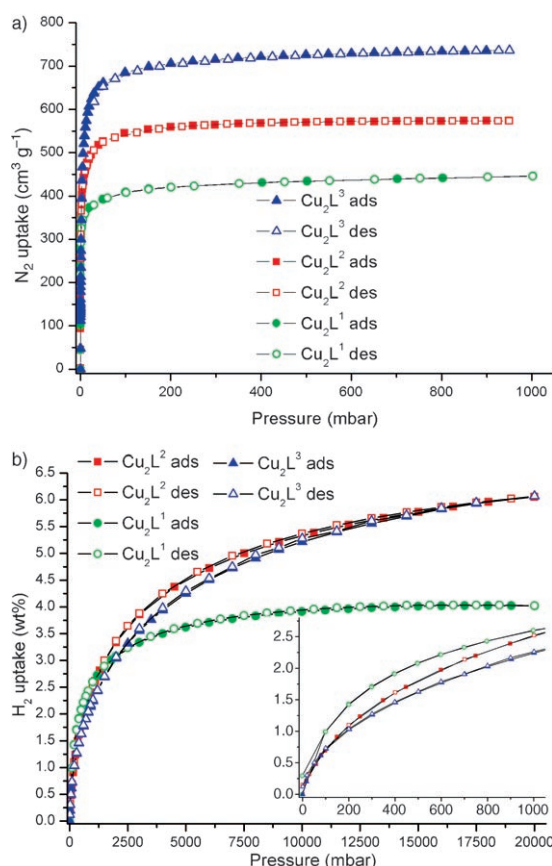 a)
800
700
600
500
400
300
200
100
0
N₂ uptake (cm³ g⁻¹)
Cu₂L³ ads
Cu₂L³ des
Cu₂L² ads
Cu₂L² des
Cu₂L¹ ads
Cu₂L¹ des
0 200 400 600 800 1000
Pressure (mbar)
b)
Cu₂L² ads Cu₂L³ ads
Cu₂L² des Cu₂L³ des
Cu₂L¹ ads
Cu₂L¹ des
6.5
6.0
5.5
5.0
4.5
4.0
3.5
3.0
2.5
2.0
1.5
1.0
0.5
0.0
H₂ uptake (wt%)
2.5
2.0
1.5
1.0
0.5
0.0
0 200 400 600 800 1000
0 2500 5000 7500 10000 12500 15000 17500 20000
Pressure (mbar)